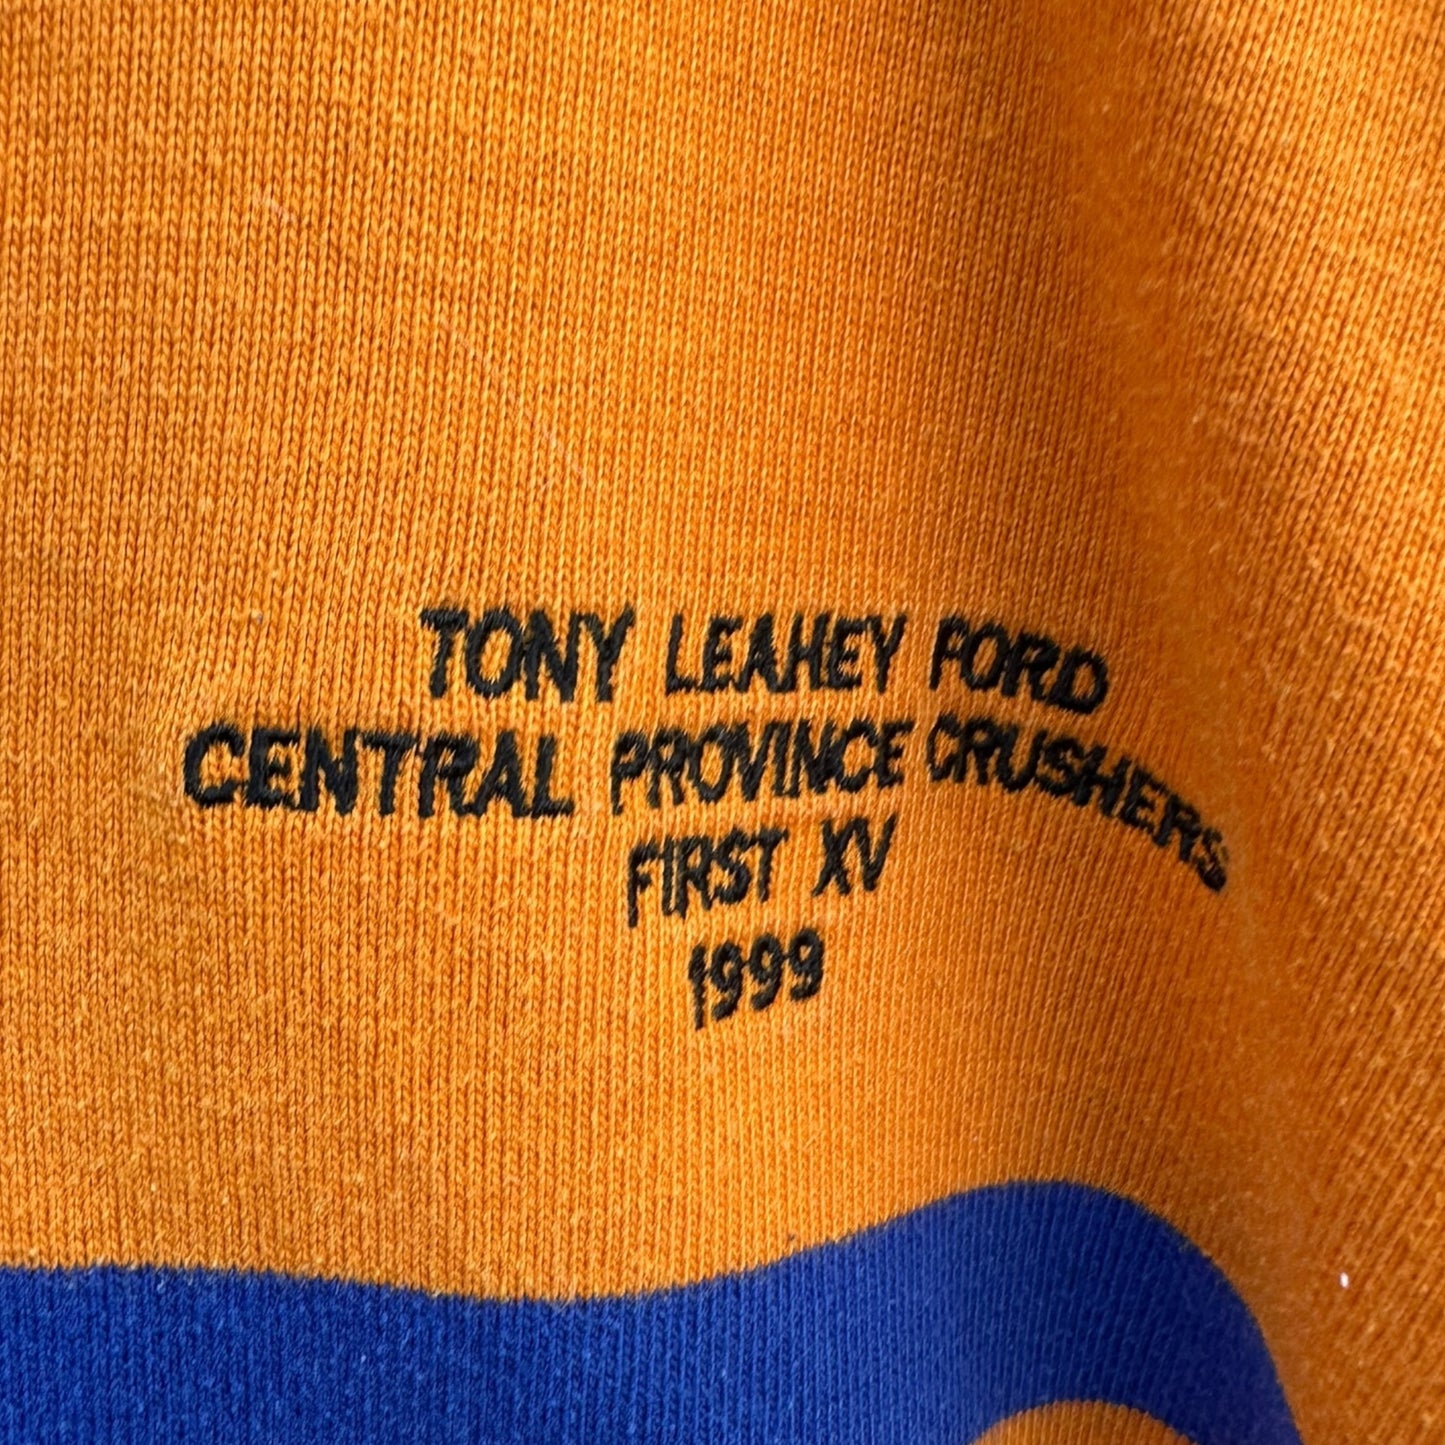 TONY LEAHEY FORD
CENTRAL PROVINCE CRUSHERS
FIRST XV
1999